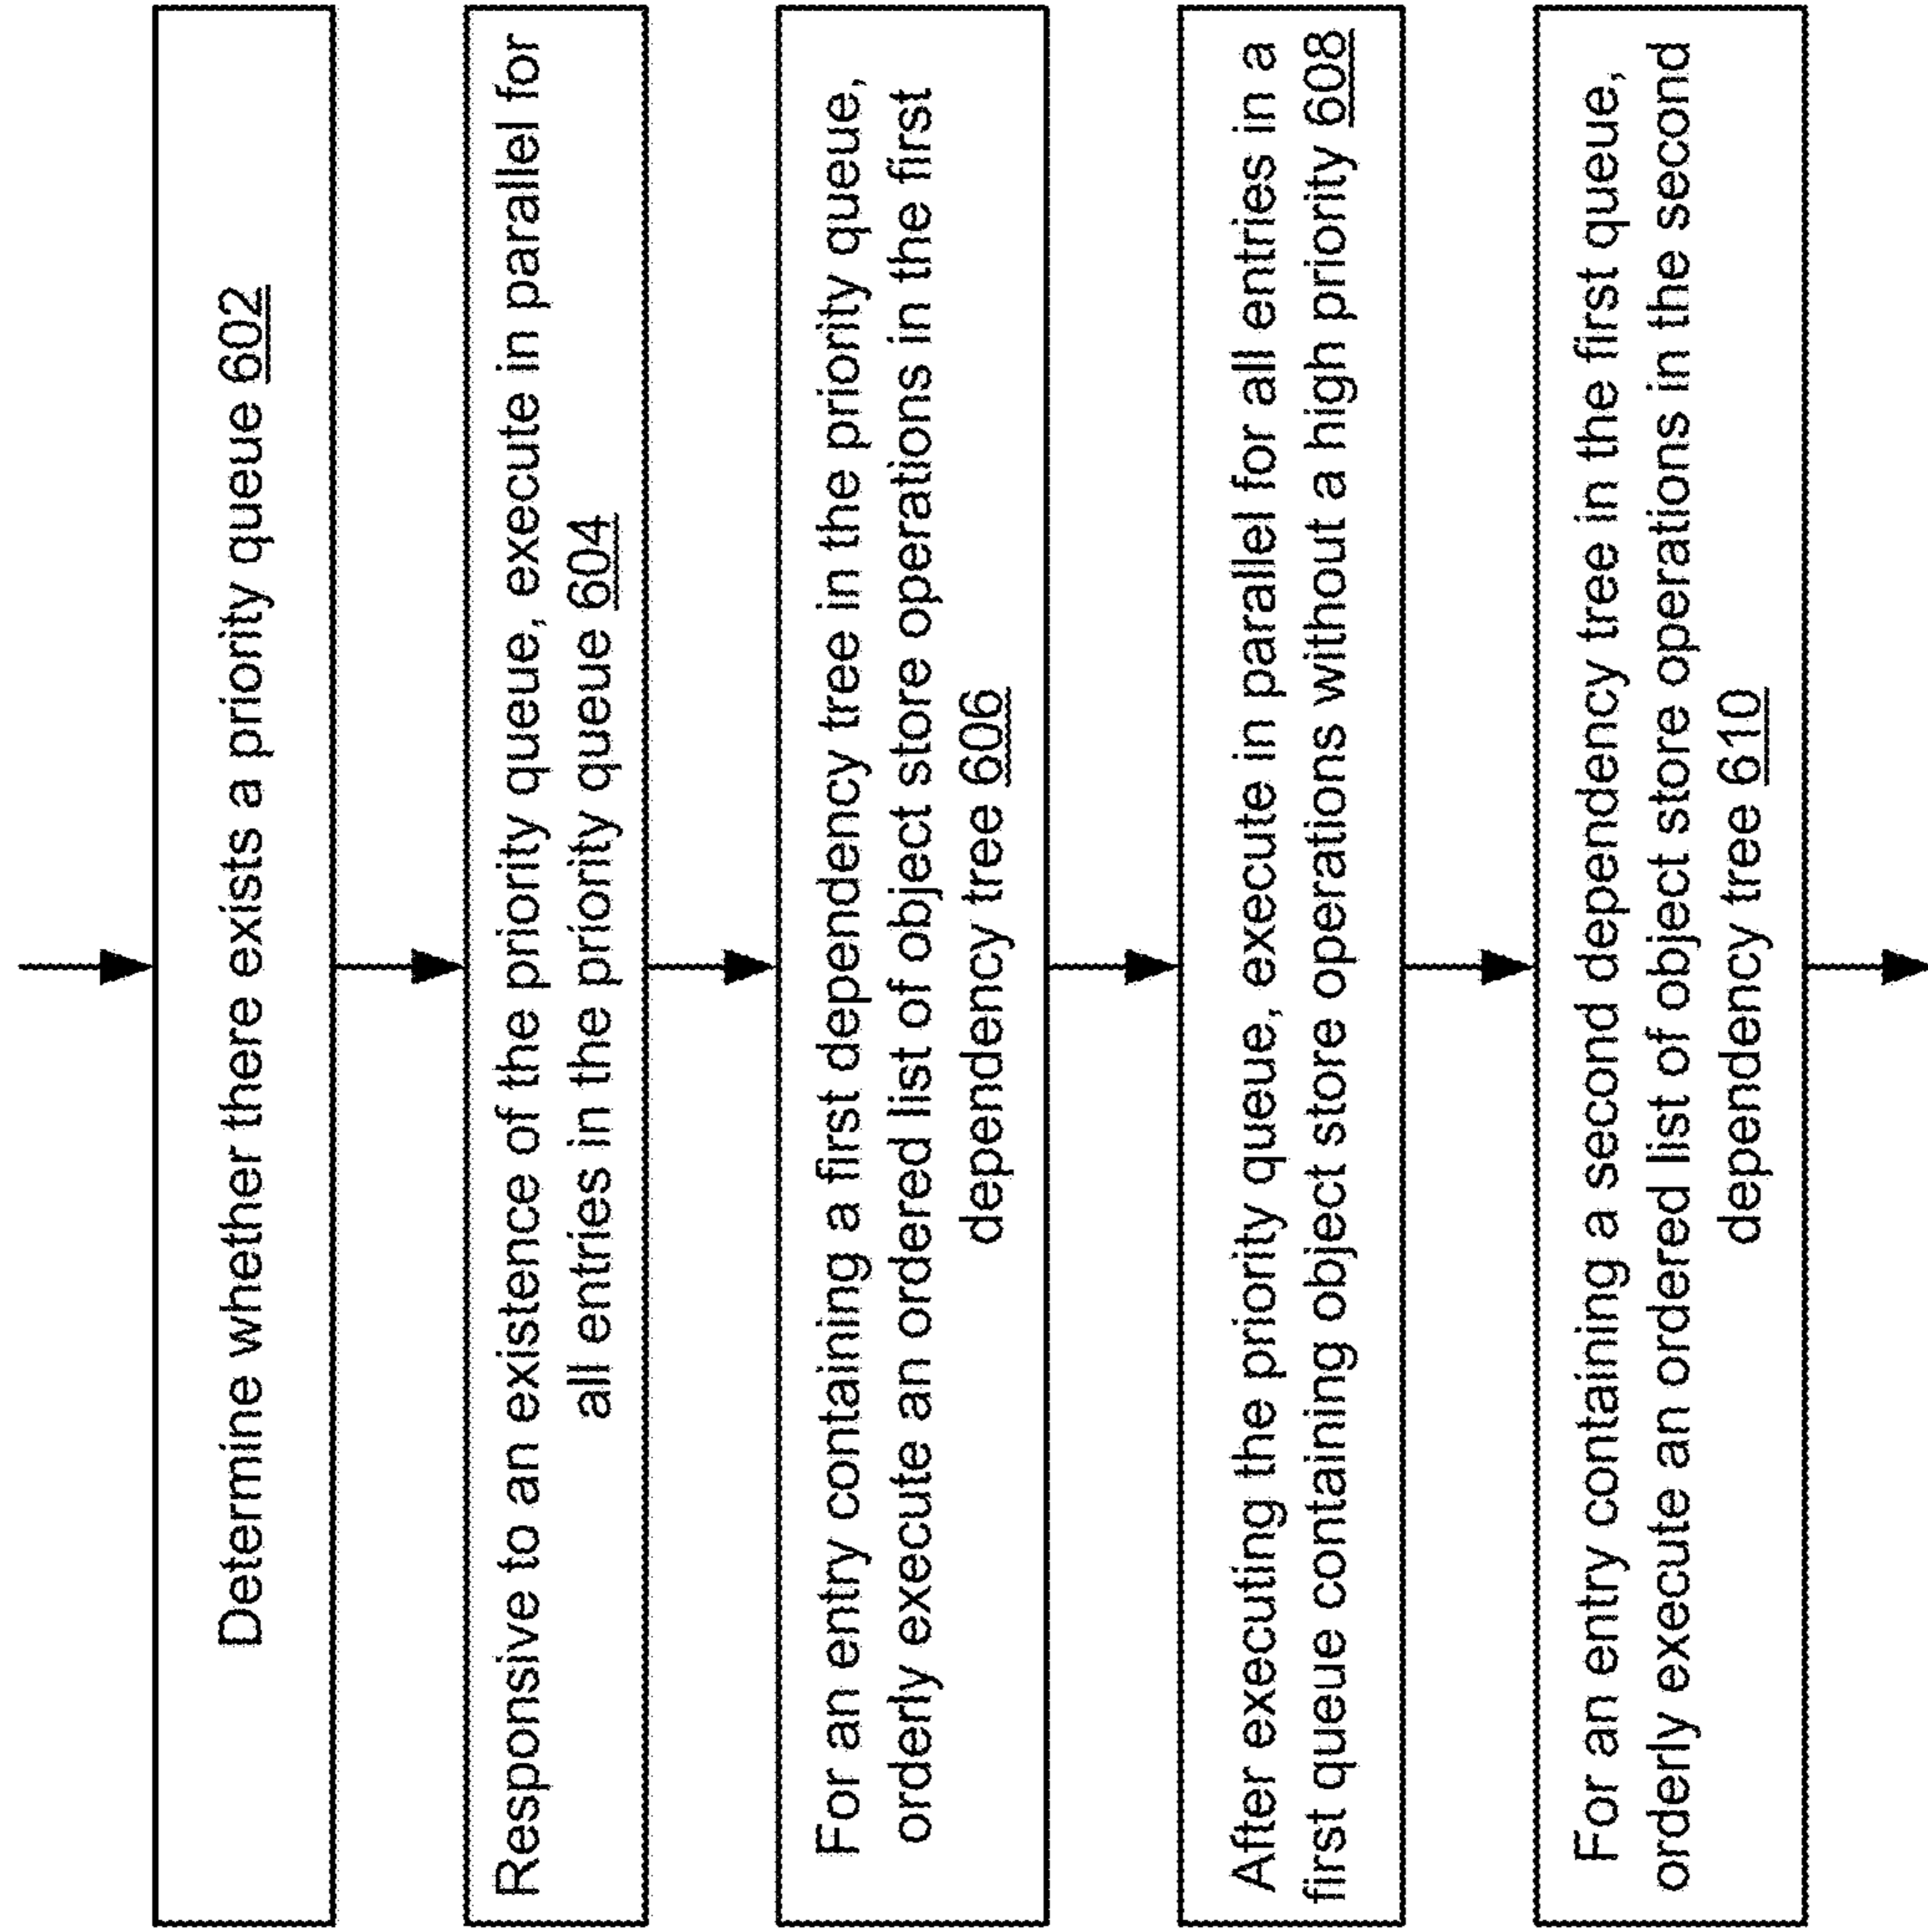 Determine whether there exists a priority queue 602
Responsive to an existence of the priority queue, execute in parallel for
all entries in the priority queue 604
For an entry containing a first dependency tree in the priority queue,
orderly execute an ordered list of object store operations in the first
dependency tree 606
After executing the priority queue, execute in parallel for all entries in a
first queue containing object store operations without a high priority 608
For an entry containing a second dependency tree in the first queue,
orderly execute an ordered list of object store operations in the second
dependency tree 610